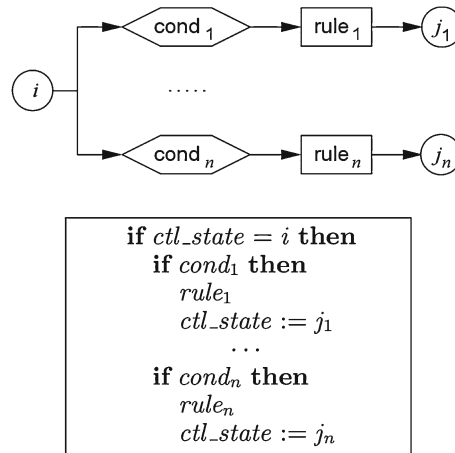 cond 1 rule 1 j1
i
.....
cond n rule n jn
if ctl_state = i then
if cond1 then
rule1
ctl_state := j1
...
if condn then
rulen
ctl_state := jn